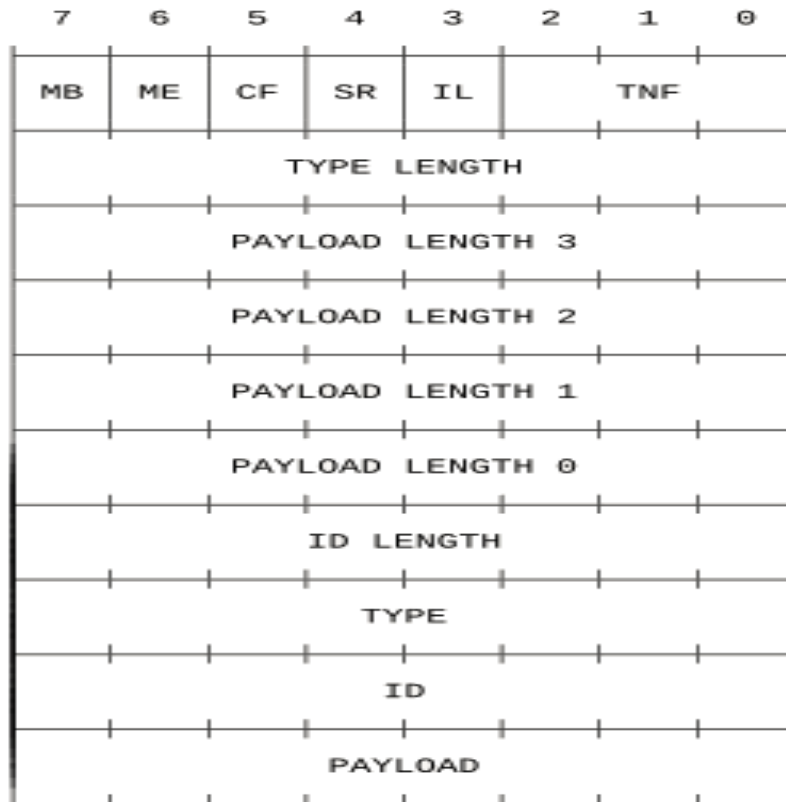 7 6 5 4 3 2 1 0
MB ME CF SR IL TNF
TYPE LENGTH
PAYLOAD LENGTH 3
PAYLOAD LENGTH 2
PAYLOAD LENGTH 1
PAYLOAD LENGTH 0
ID LENGTH
TYPE
ID
PAYLOAD